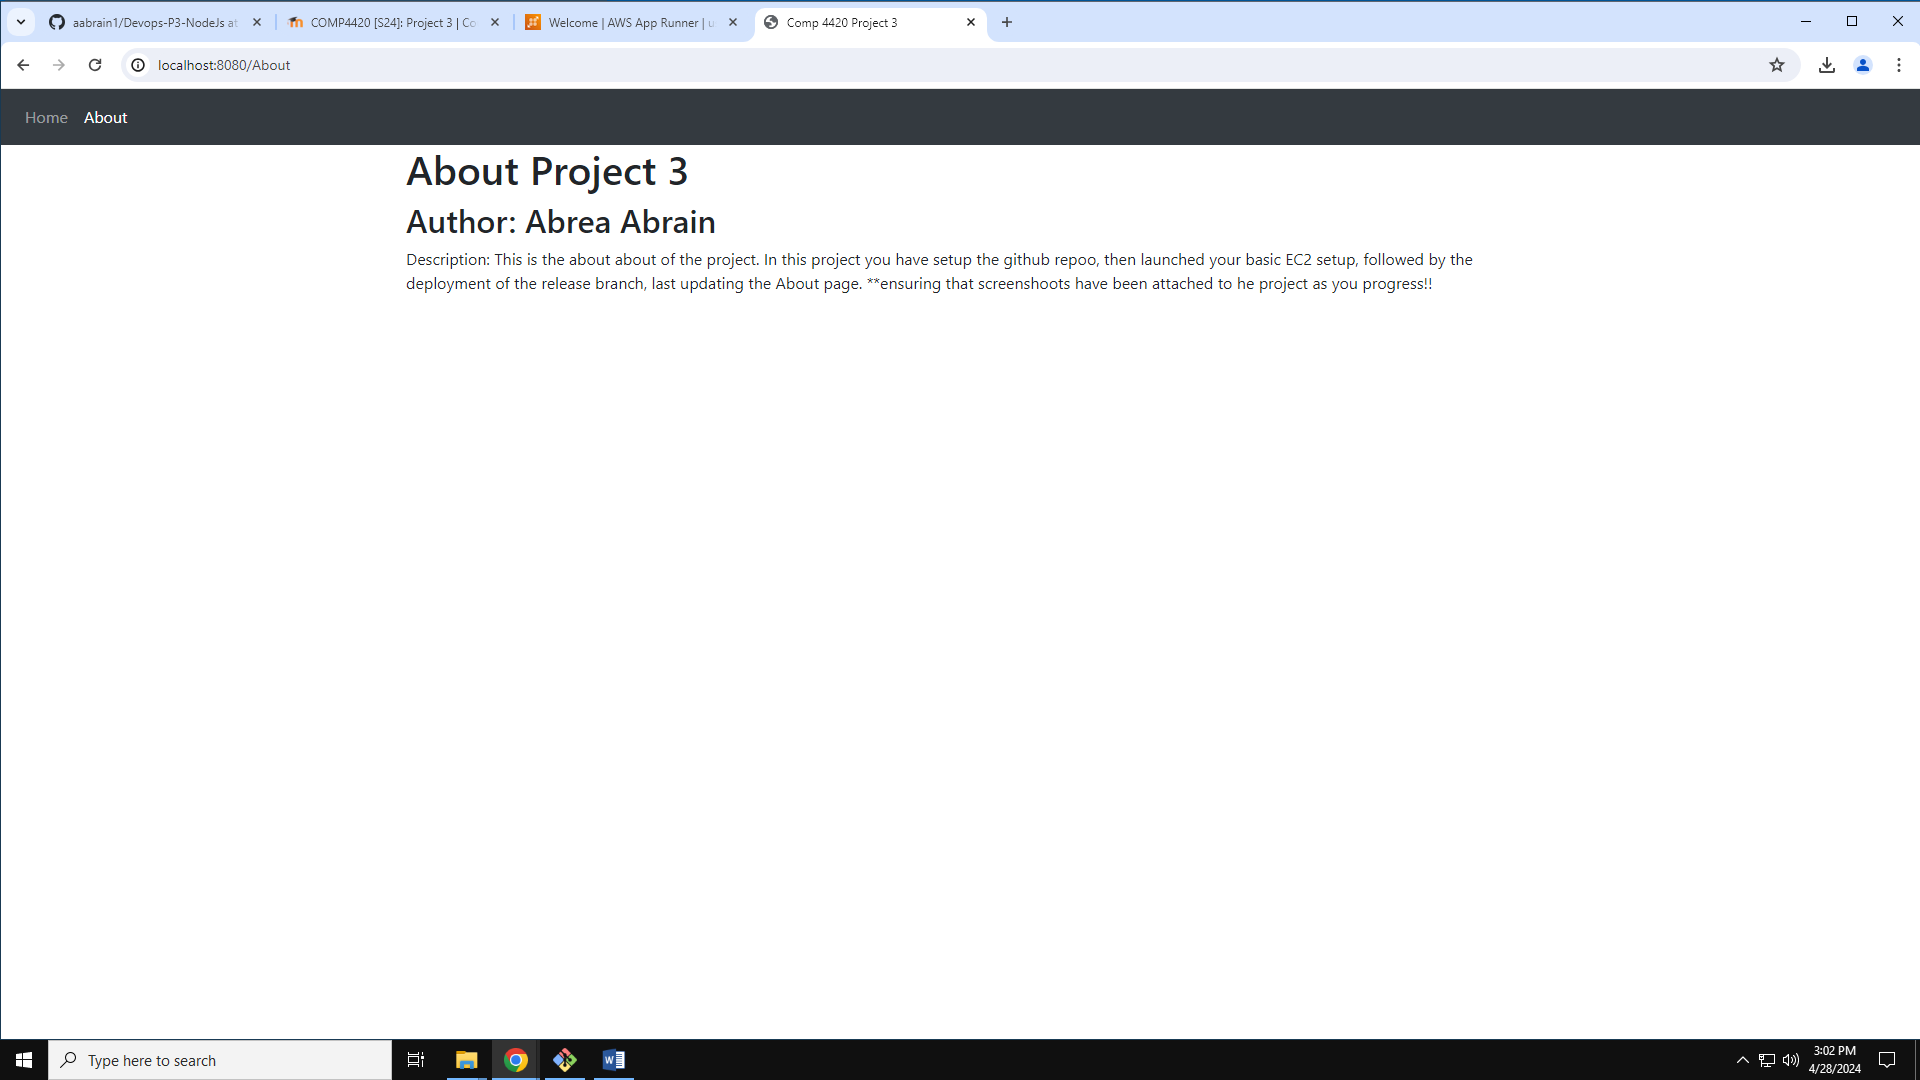 aabrain1/Devops-P3-NodeJs at
COMP4420 [S24]: Project 3 | Co
Welcome | AWS App Runner | u
Comp 4420 Project 3
localhost:8080/About
Home About
About Project 3
Author: Abrea Abrain
Description: This is the about about of the project. In this project you have setup the github repoo, then launched your basic EC2 setup, followed by the
deployment of the release branch, last updating the About page. **ensuring that screenshoots have been attached to he project as you progress!!
Type here to search
3:02 PM
4/28/2024